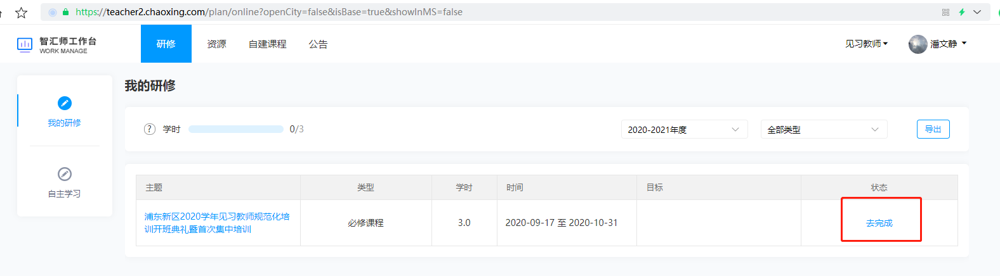 https://teacher2.chaoxing.com/plan/online?openCity=false&isBase=true&showInMS=false
智汇师工作台
WORK MANAGE
研修 资源 自建课程 公告
见习教师 潘文静
我的研修
我的研修
自主学习
? 学时 0/3 2020-2021年度 全部类型 导出
主题 类型 学时 时间 目标 状态
浦东新区2020学年见习教师规范化培
训开班典礼暨首次集中培训
必修课程 3.0 2020-09-17 至 2020-10-31 去完成